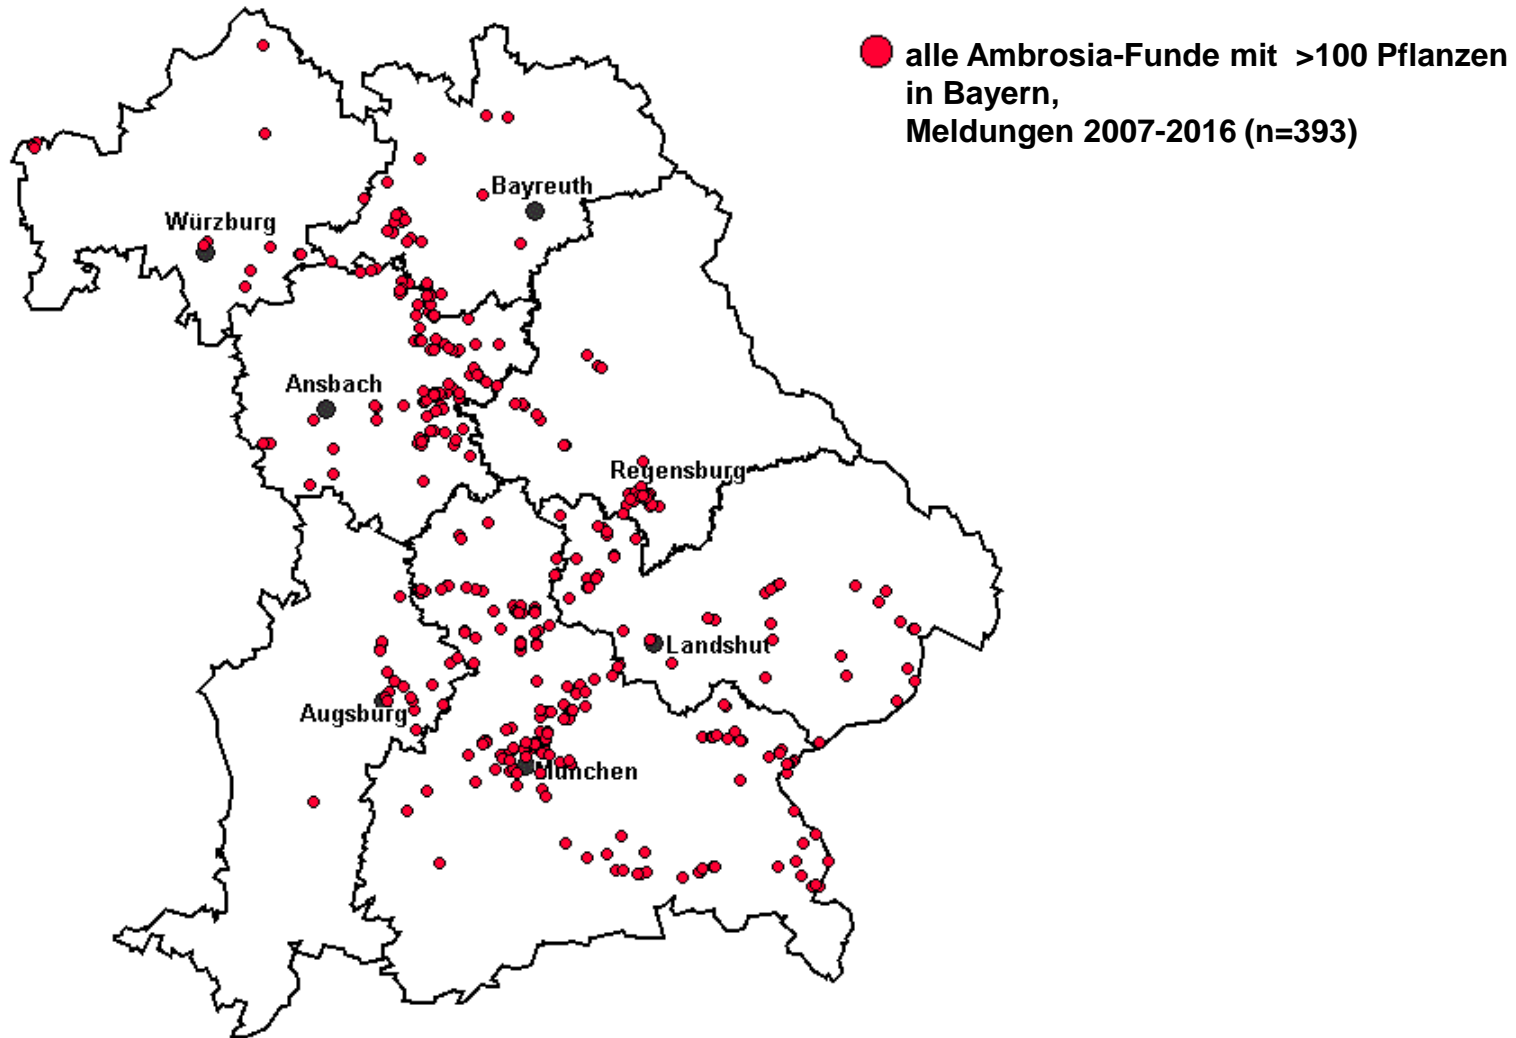 alle Ambrosia-Funde mit >100 Pflanzen
in Bayern,
Meldungen 2007-2016 (n=393)
Bayreuth
Würzburg
Ansbach
Regensburg
Landshut
Augsburg
München